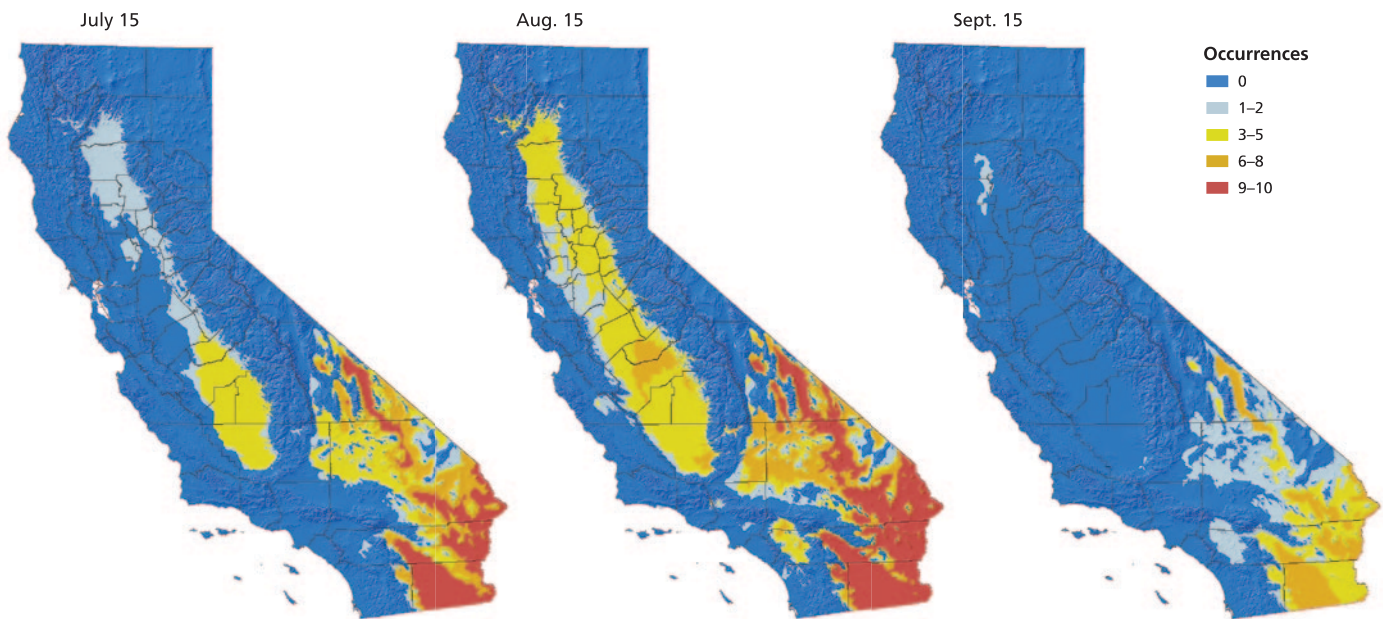 July 15
Aug. 15
Sept. 15
Occurrences
0
1–2
3–5
6–8
9–10